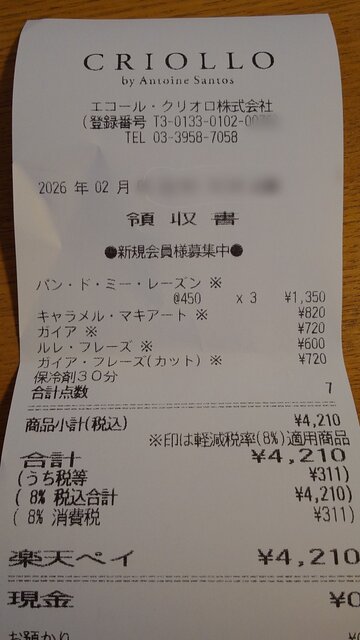 CRIOLLO
by Antoine Santos
エコール・クリオロ株式会社
(登録番号 T3-0133-0102-0
TEL 03-3958-7058
2026 年 02 月
領 収 書
●新規会員様募集中●
パン・ド・ミー・レーズン ※
@450 x 3 ¥1,350
キャラメル・マキアート ※ ¥820
ガイア ※ ¥720
ルレ・フレーズ ※ ¥600
ガイア・フレーズ(カット) ※ ¥720
保冷剤30分
合計点数 7
商品小計(税込) ¥4,210
※印は軽減税率(8%)適用商品
合計 ¥4,210
(うち税等 ¥311)
( 8% 税込合計 ¥4,210)
( 8% 消費税 ¥311)
楽天ペイ ¥4,210
現金 ¥0
お預かり